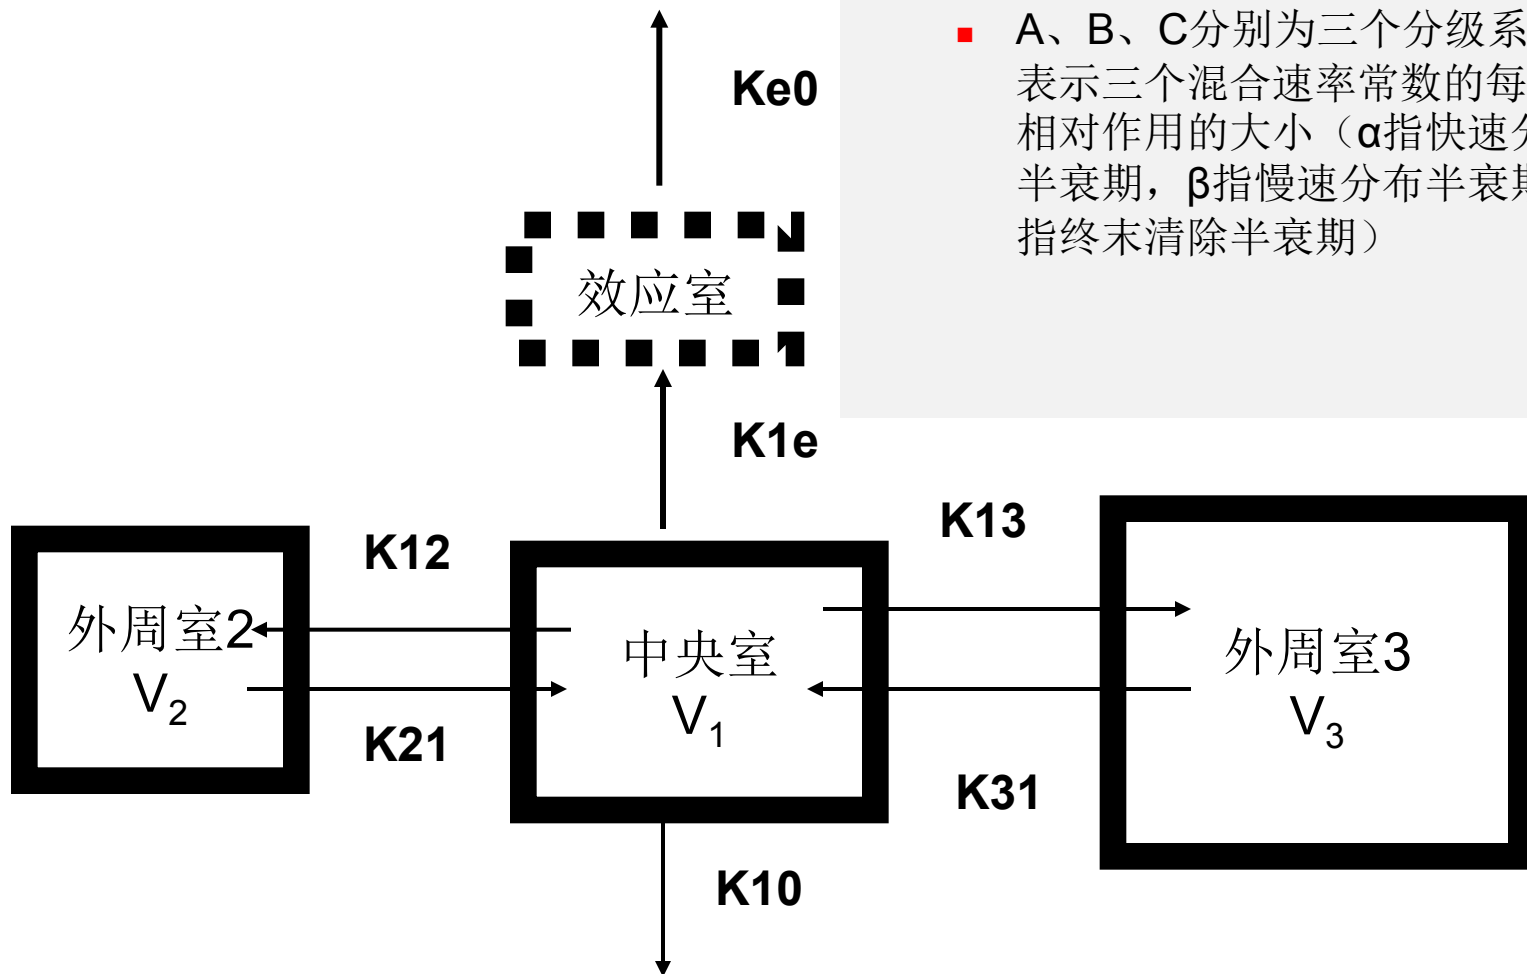 A、B、C分别为三个分级系
表示三个混合速率常数的每
相对作用的大小（α指快速分
半衰期，β指慢速分布半衰期
指终末清除半衰期）
Ke0
效应室
K1e
K12
K13
外周室2
V2
中央室
V1
外周室3
V3
K21
K31
K10